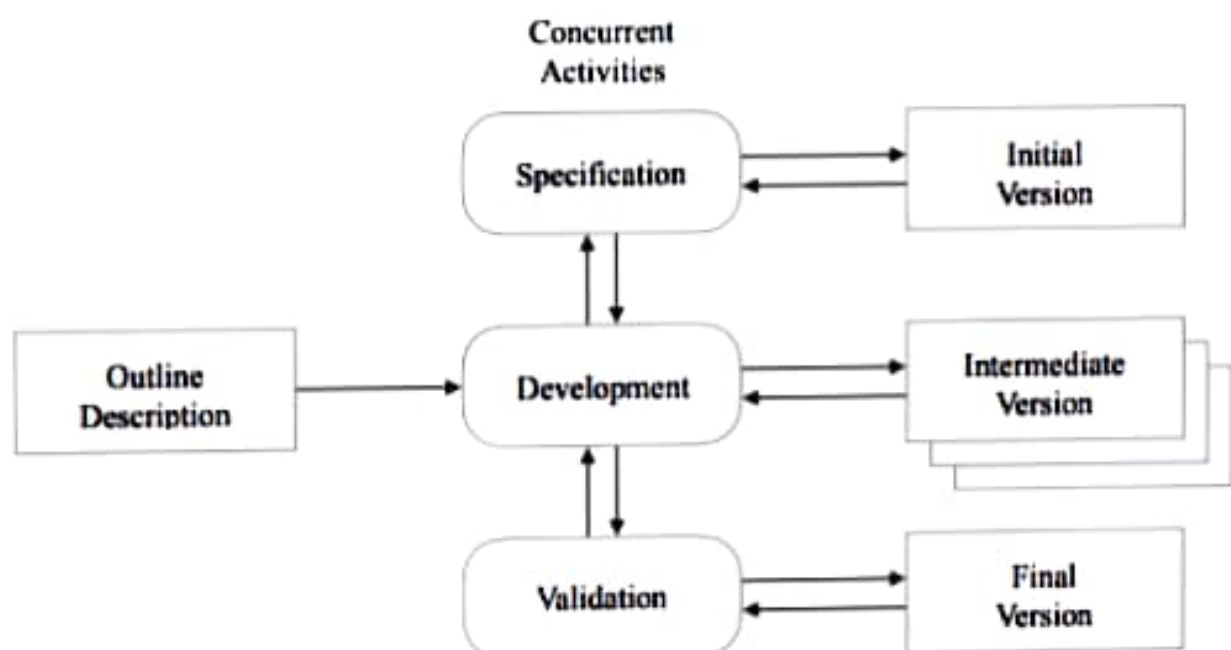 Concurrent
Activities
Specification
Initial
Version
Outline
Description
Development
Intermediate
Version
Validation
Final
Version